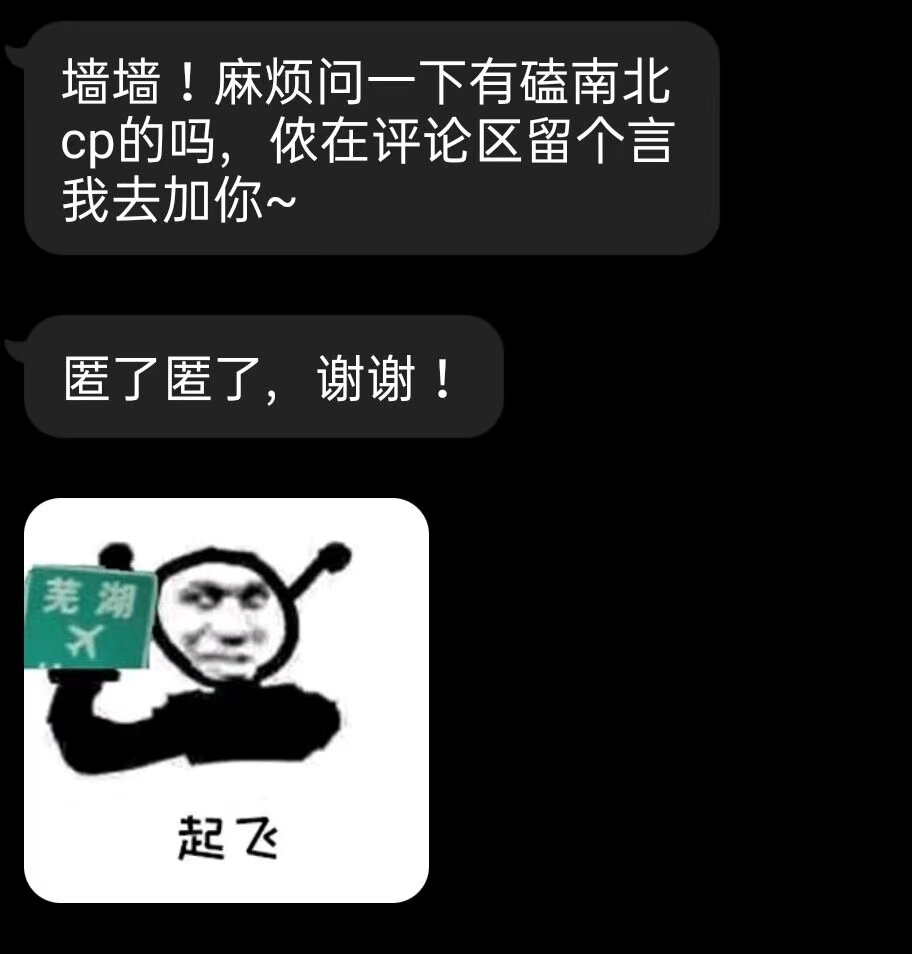 墙墙！麻烦问一下有磕南北
cp的吗，侬在评论区留个言
我去加你~
匿了匿了，谢谢！
芜湖
起飞